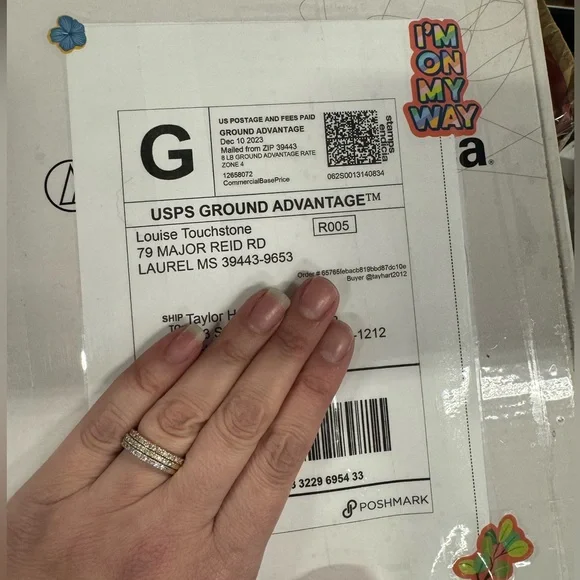 I'M
ON
MY
WAY
G
US POSTAGE AND FEES PAID
GROUND ADVANTAGE
Dec 10 2023
Mailed from ZIP 39443
8 LB GROUND ADVANTAGE RATE
ZONE 4
12658072
CommercialBasePrice
062S0013140834
stamps
endicia
a
USPS GROUND ADVANTAGE™
Louise Touchstone
R005
79 MAJOR REID RD
LAUREL MS 39443-9653
Order #
Buyer @tayhart2012
SHIP Taylor H
TO
-1212
3229 6954 33
POSHMARK